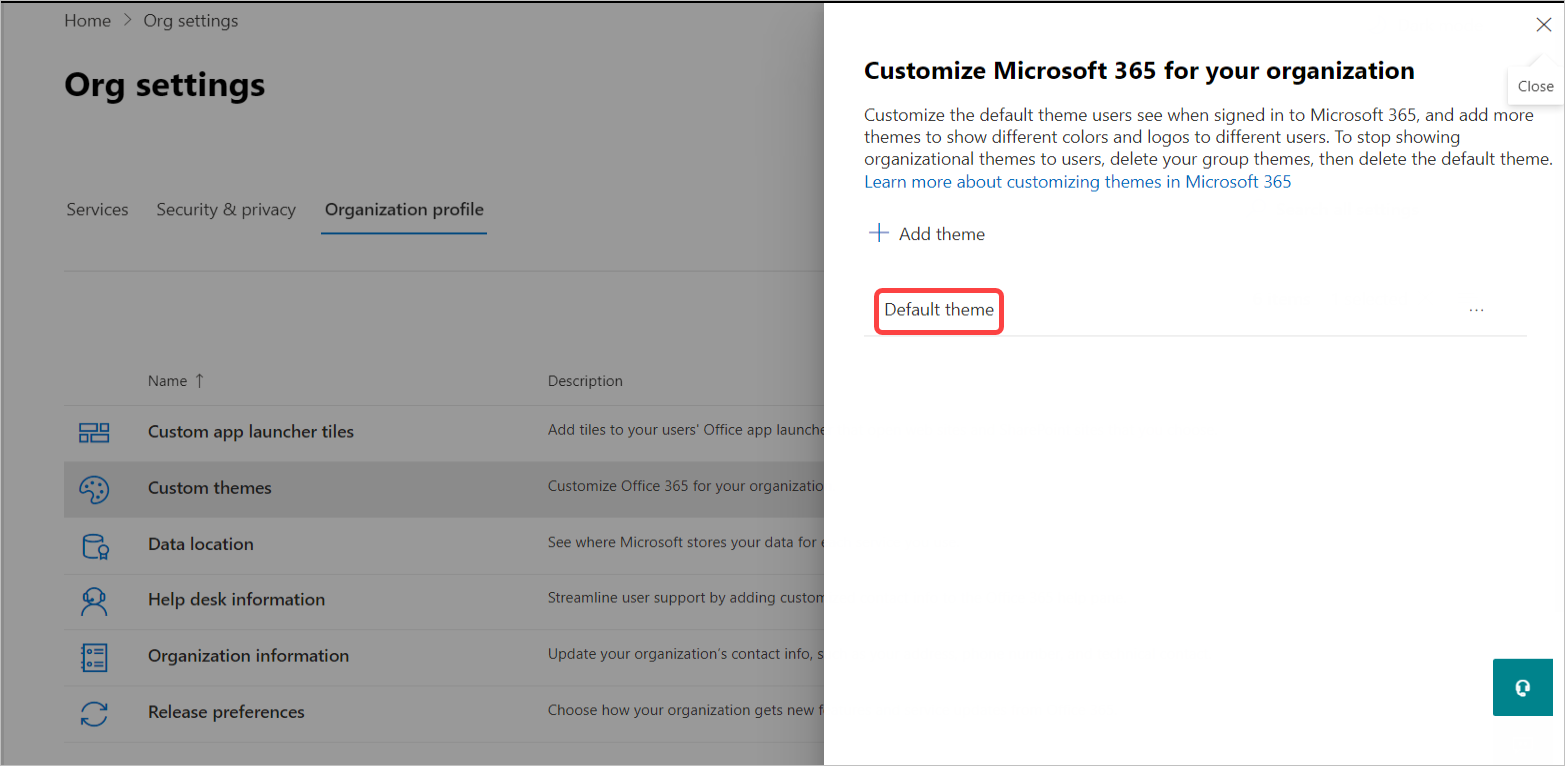 Home > Org settings
Org settings
Services Security & privacy Organization profile
Name ↑ Description
Custom app launcher tiles Add tiles to your users' Office app launche
Custom themes Customize Office 365 for your organizatio
Data location See where Microsoft stores your data for e
Help desk information Streamline user support by adding custom
Organization information Update your organization's contact info, s
Release preferences Choose how your organization gets new f
Close
Customize Microsoft 365 for your organization
Customize the default theme users see when signed in to Microsoft 365, and add more
themes to show different colors and logos to different users. To stop showing
organizational themes to users, delete your group themes, then delete the default theme.
Learn more about customizing themes in Microsoft 365
+ Add theme
Default theme ...